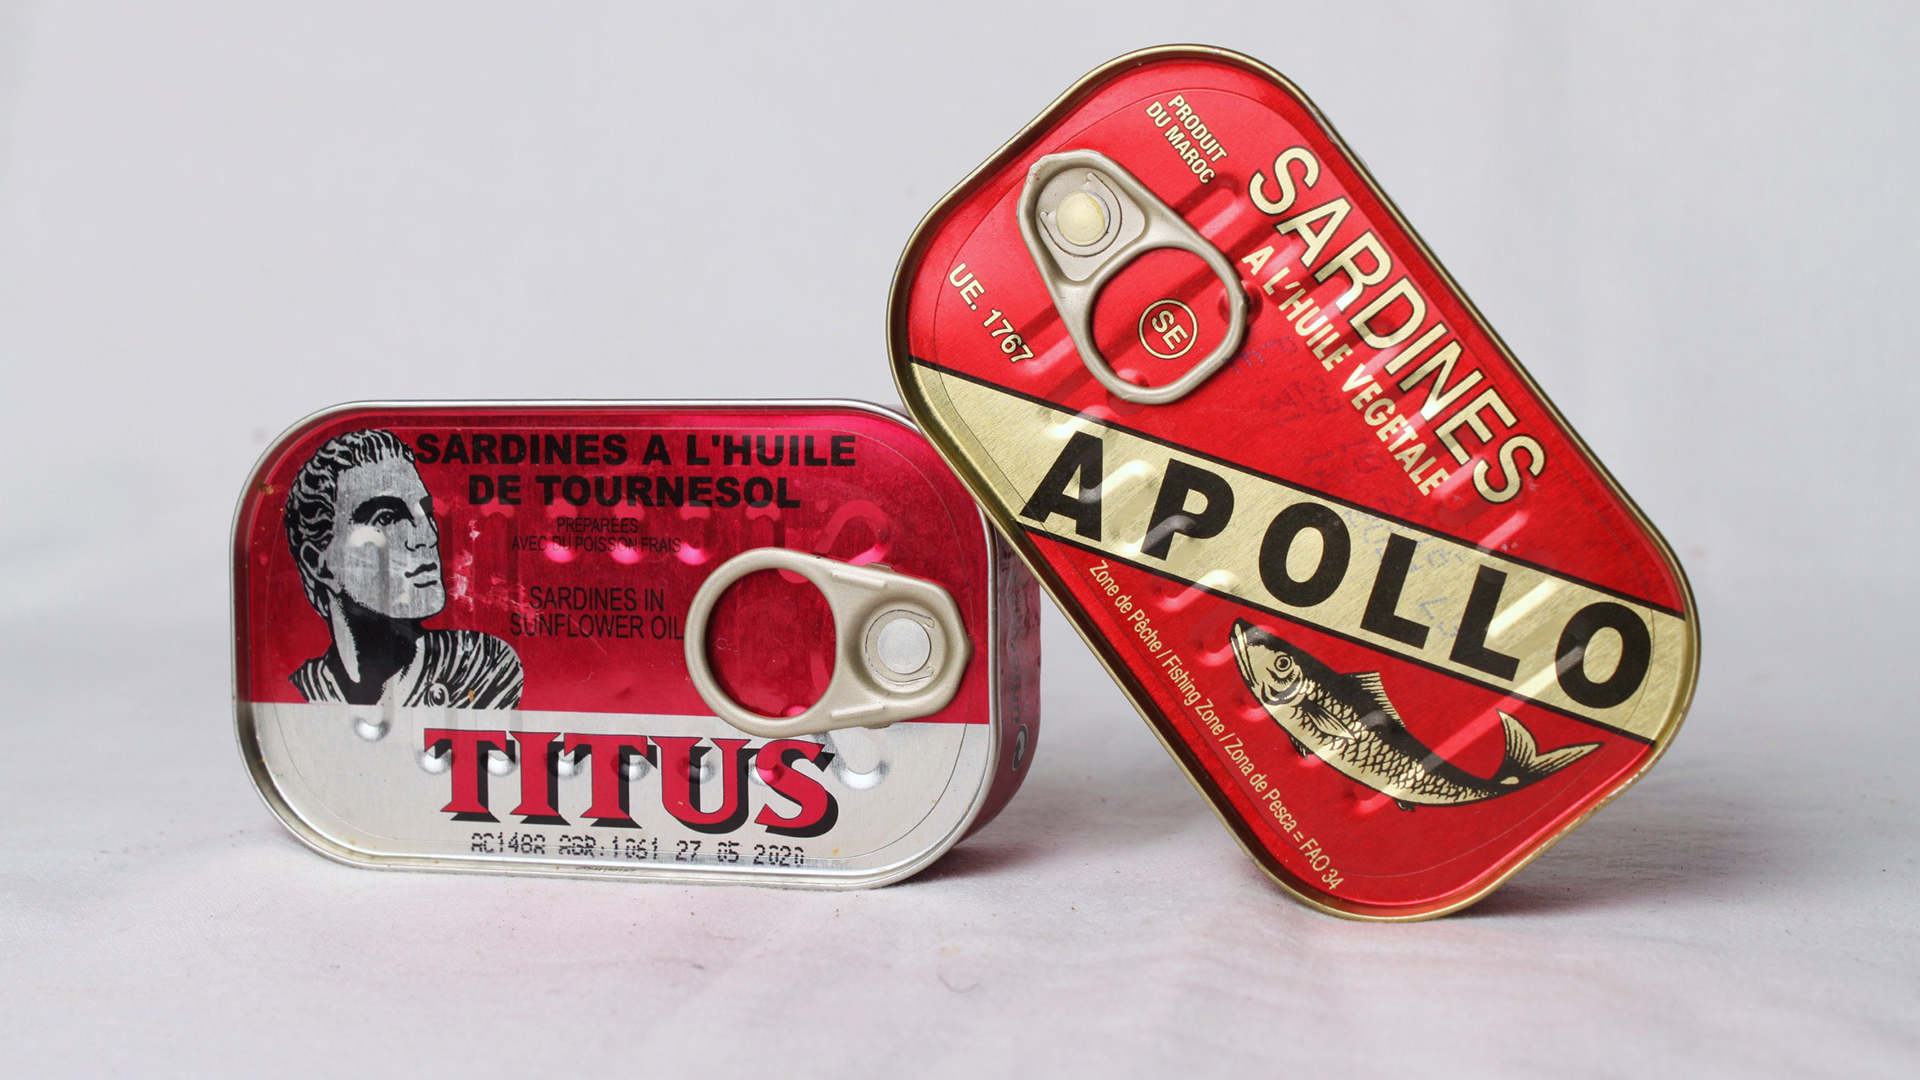 SARDINES A L'HUILE
DE TOURNESOL
PRÉPARÉES
AVEC DU POISSON FRAIS
SARDINES IN
SUNFLOWER OIL
TITUS
AC148A AGR:1061 27 05 2020
PRODUIT
DU MAROC
SARDINES
A L'HUILE VEGETALE
UE. 1767
SE
APOLLO
Zone de Pêche / Fishing Zone / Zona de Pesca = FAO 34